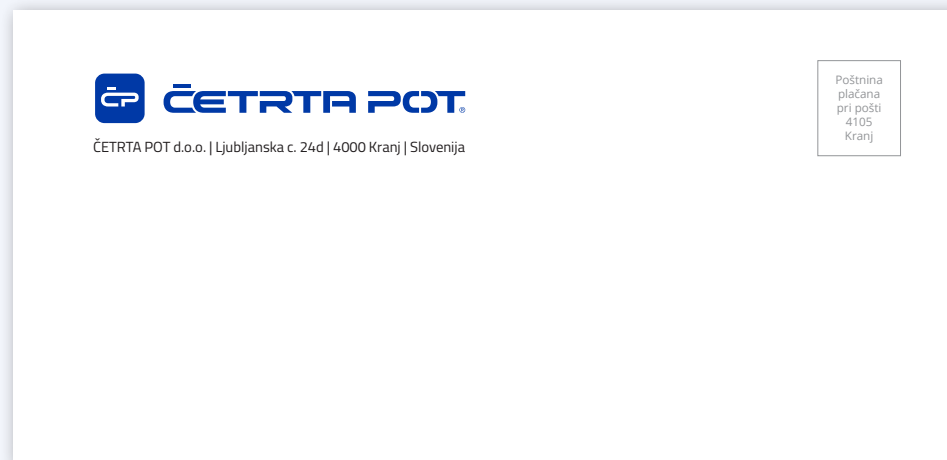 ČP ČETRTA POT®
ČETRTA POT d.o.o. | Ljubljanska c. 24d | 4000 Kranj | Slovenija
Poštnina
plačana
pri pošti
4105
Kranj